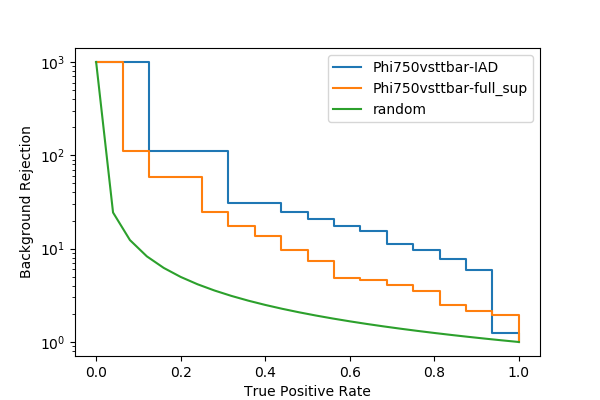 Phi750vsttbar-IAD
Phi750vsttbar-full_sup
random
Background Rejection
10³
10²
10¹
10⁰
0.0 0.2 0.4 0.6 0.8 1.0
True Positive Rate